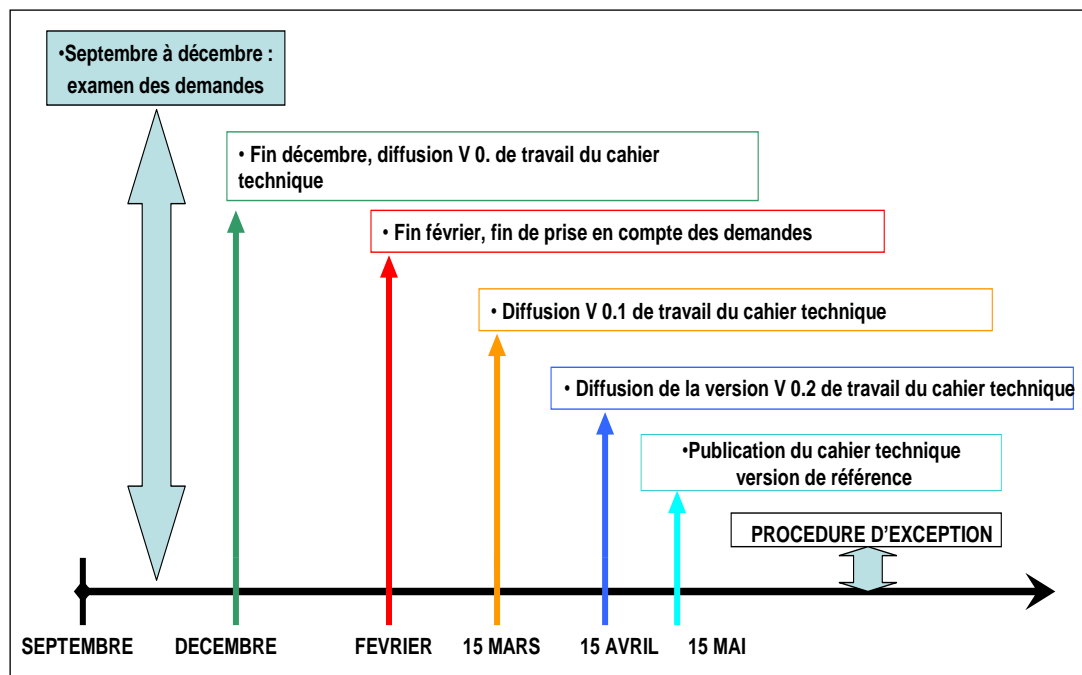 •Septembre à décembre :
examen des demandes
• Fin décembre, diffusion V 0. de travail du cahier
technique
• Fin février, fin de prise en compte des demandes
• Diffusion V 0.1 de travail du cahier technique
• Diffusion de la version V 0.2 de travail du cahier technique
•Publication du cahier technique
version de référence
PROCEDURE D'EXCEPTION
SEPTEMBRE DECEMBRE FEVRIER 15 MARS 15 AVRIL 15 MAI